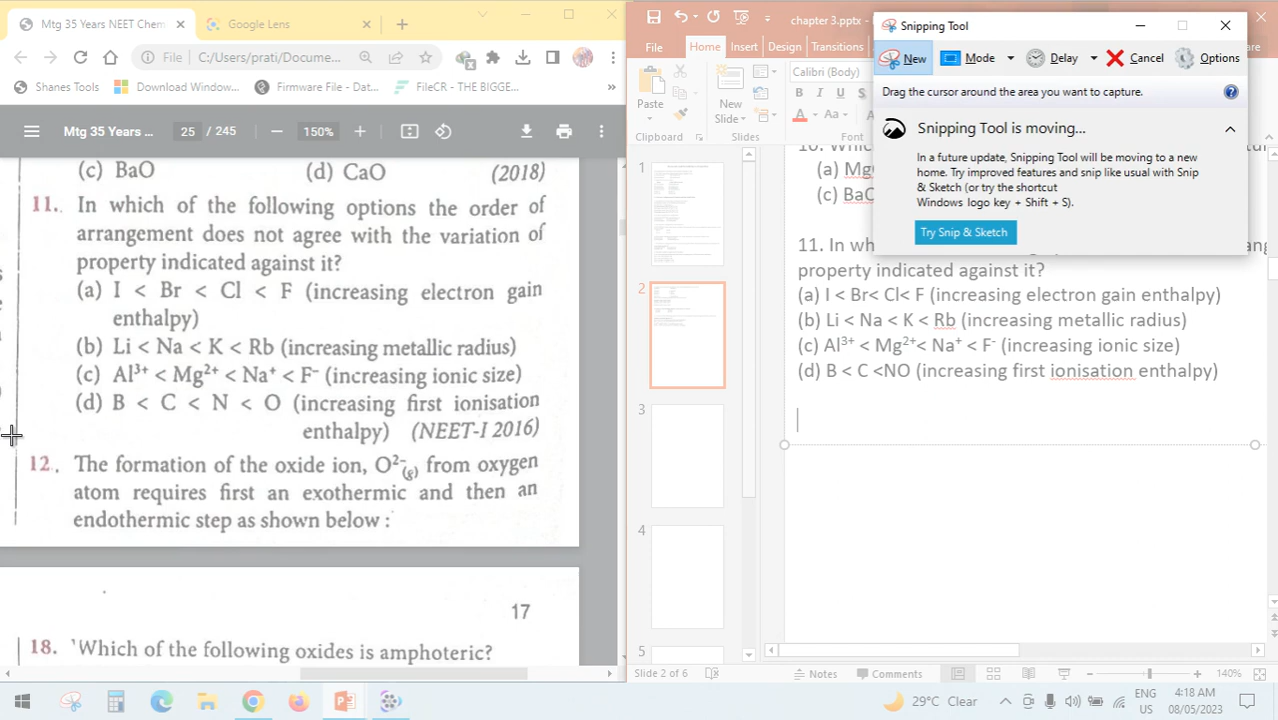 Mtg 35 Years NEET Chem
Google Lens
File
C:/Users/prati/Docume...
Shanes Tools
Download Window...
Firmware File - Dat...
FileCR - THE BIGGE...
Mtg 35 Years ...
25 / 245
150%
(c) BaO (d) CaO (2018)
11. In which of the following options the order of
arrangement does not agree with the variation of
property indicated against it?
(a) I < Br < Cl < F (increasing electron gain
enthalpy)
(b) Li < Na < K < Rb (increasing metallic radius)
(c) Al³⁺ < Mg²⁺ < Na⁺ < F⁻ (increasing ionic size)
(d) B < C < N < O (increasing first ionisation
enthalpy) (NEET-I 2016)
12. The formation of the oxide ion, O²⁻(g) from oxygen
atom requires first an exothermic and then an
endothermic step as shown below :
17
18. Which of the following oxides is amphoteric?
chapter 3.pptx
File Home Insert Design Transitions
Paste
New
Slides
Calibri (Body)
B I U S
Clipboard Slides Font
1
2
3
4
5
(a) Mg
(c) BaO
11. In wh
property indicated against it?
(a) I < Br< Cl< F (increasing electron gain enthalpy)
(b) Li < Na < K < Rb (increasing metallic radius)
(c) Al³⁺ < Mg²⁺< Na⁺ < F⁻ (increasing ionic size)
(d) B < C <NO (increasing first ionisation enthalpy)
Slide 2 of 6
Notes
Comments
140%
Snipping Tool
New Mode Delay Cancel Options
Drag the cursor around the area you want to capture.
Snipping Tool is moving...
In a future update, Snipping Tool will be moving to a new
home. Try improved features and snip like usual with Snip
& Sketch (or try the shortcut
Windows logo key + Shift + S).
Try Snip & Sketch
29°C Clear
ENG
US
4:18 AM
08/05/2023